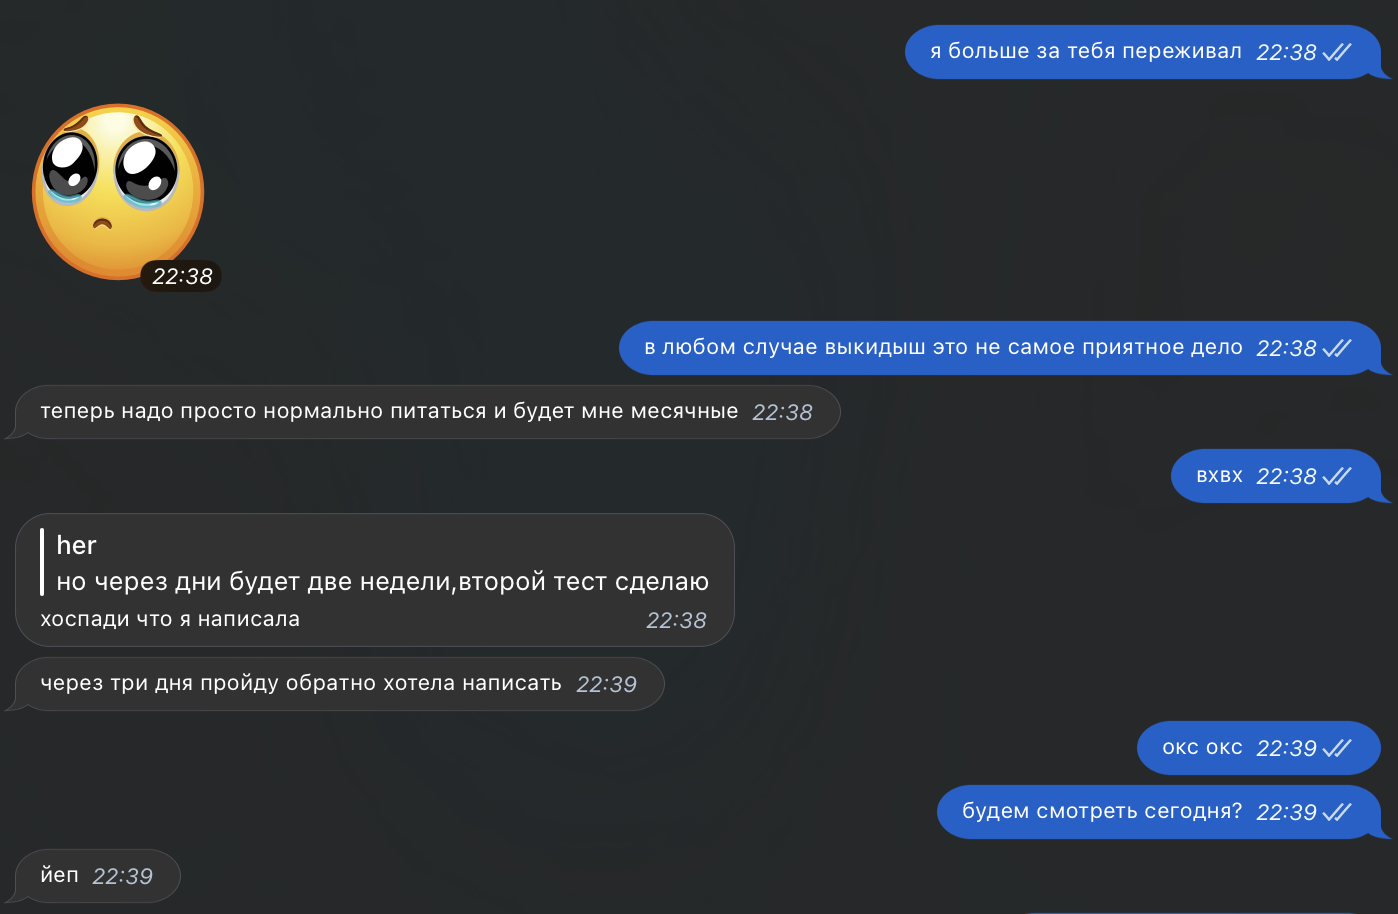 я больше за тебя переживал 22:38
22:38
в любом случае выкидыш это не самое приятное дело 22:38
теперь надо просто нормально питаться и будет мне месячные 22:38
вхвх 22:38
her
но через дни будет две недели,второй тест сделаю
хоспади что я написала 22:38
через три дня пройду обратно хотела написать 22:39
окс окс 22:39
будем смотреть сегодня? 22:39
йеп 22:39